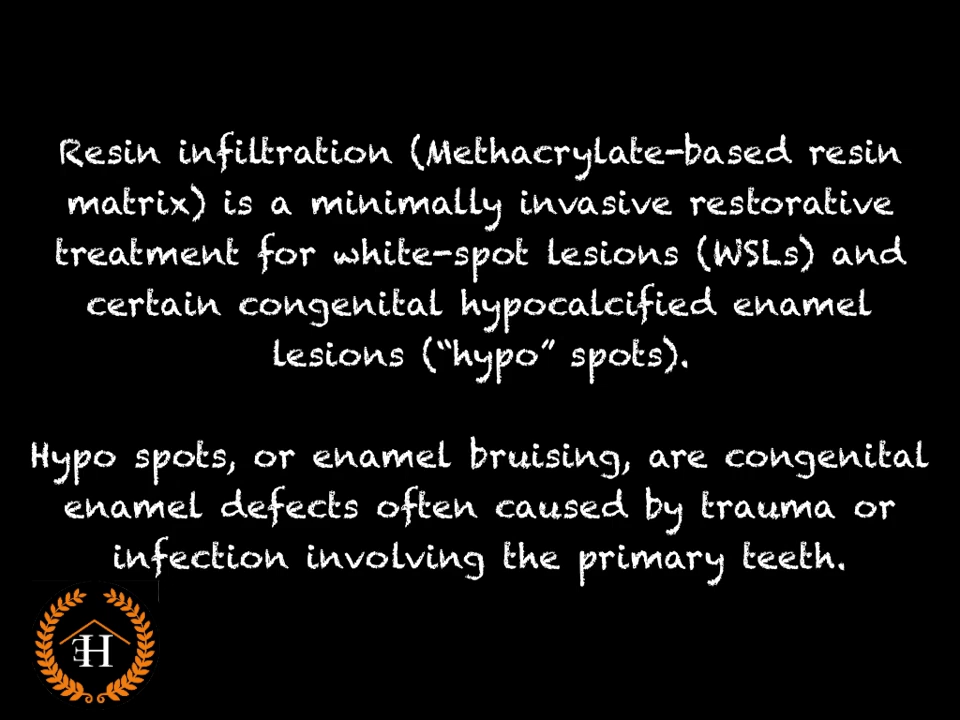 Resin infiltration (Methacrylate-based resin
matrix) is a minimally invasive restorative
treatment for white-spot lesions (WSLs) and
certain congenital hypocalcified enamel
lesions (“hypo” spots).
Hypo spots, or enamel bruising, are congenital
enamel defects often caused by trauma or
infection involving the primary teeth.
EH